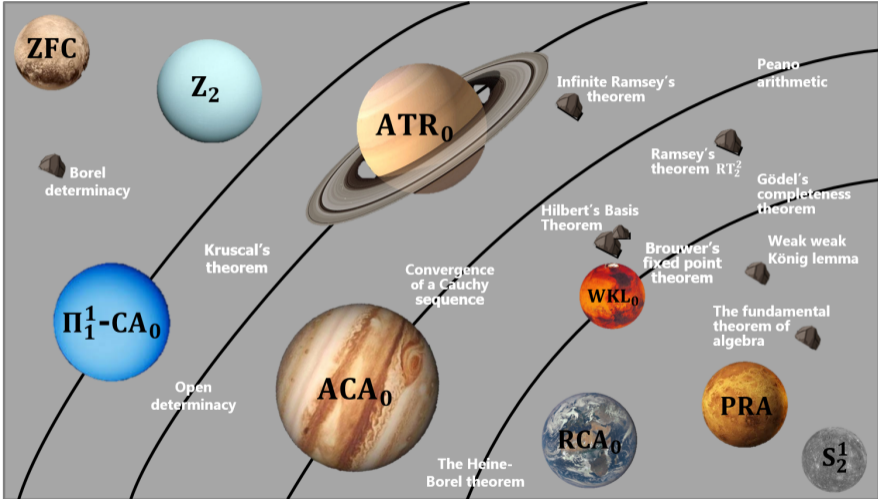 ZFC
Z₂
ATR₀
Infinite Ramsey's
theorem
Peano
arithmetic
Borel
determinacy
Ramsey's
theorem RT₂²
Gödel's
completeness
theorem
Hilbert's Basis
Theorem
Kruscal's
theorem
Convergence
of a Cauchy
sequence
Brouwer's
fixed point
theorem
Weak weak
König lemma
WKL₀
Π₁¹-CA₀
The fundamental
theorem of
algebra
Open
determinacy
ACA₀
PRA
RCA₀
S₂¹
The Heine-
Borel theorem